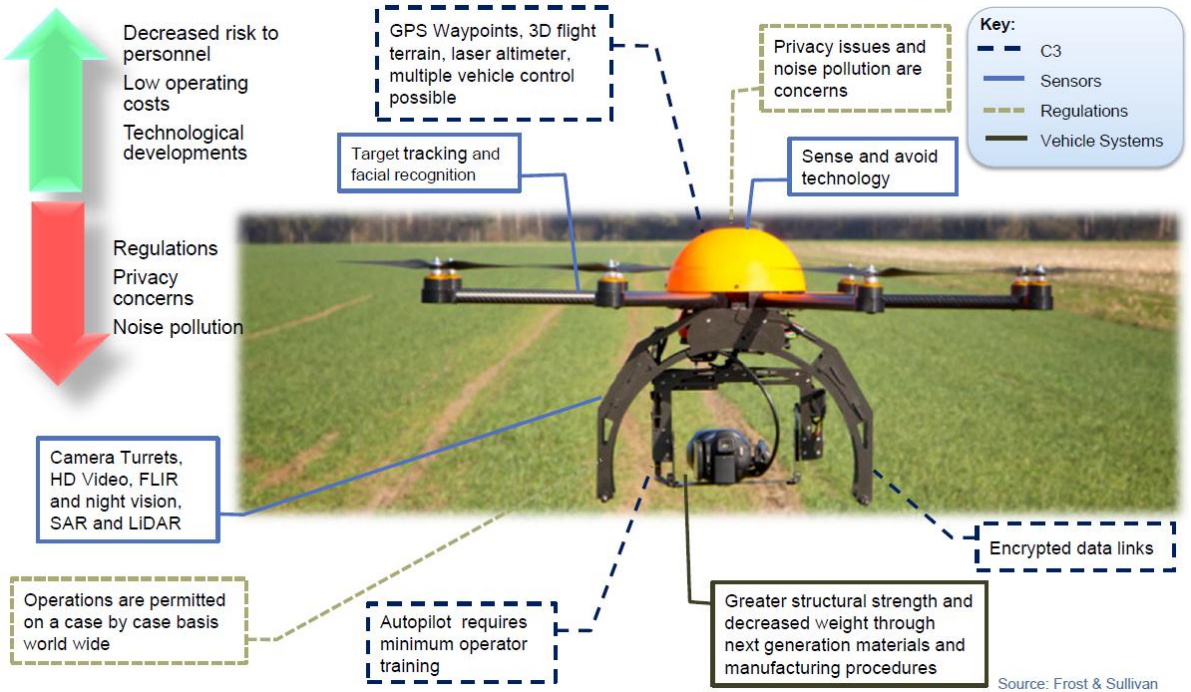 Decreased risk to
personnel
Low operating
costs
Technological
developments
Regulations
Privacy
concerns
Noise pollution
GPS Waypoints, 3D flight
terrain, laser altimeter,
multiple vehicle control
possible
Privacy issues and
noise pollution are
concerns
Key:
C3
Sensors
Regulations
Vehicle Systems
Target tracking and
facial recognition
Sense and avoid
technology
Camera Turrets,
HD Video, FLIR
and night vision,
SAR and LiDAR
Encrypted data links
Operations are permitted
on a case by case basis
world wide
Autopilot requires
minimum operator
training
Greater structural strength and
decreased weight through
next generation materials and
manufacturing procedures
Source: Frost & Sullivan